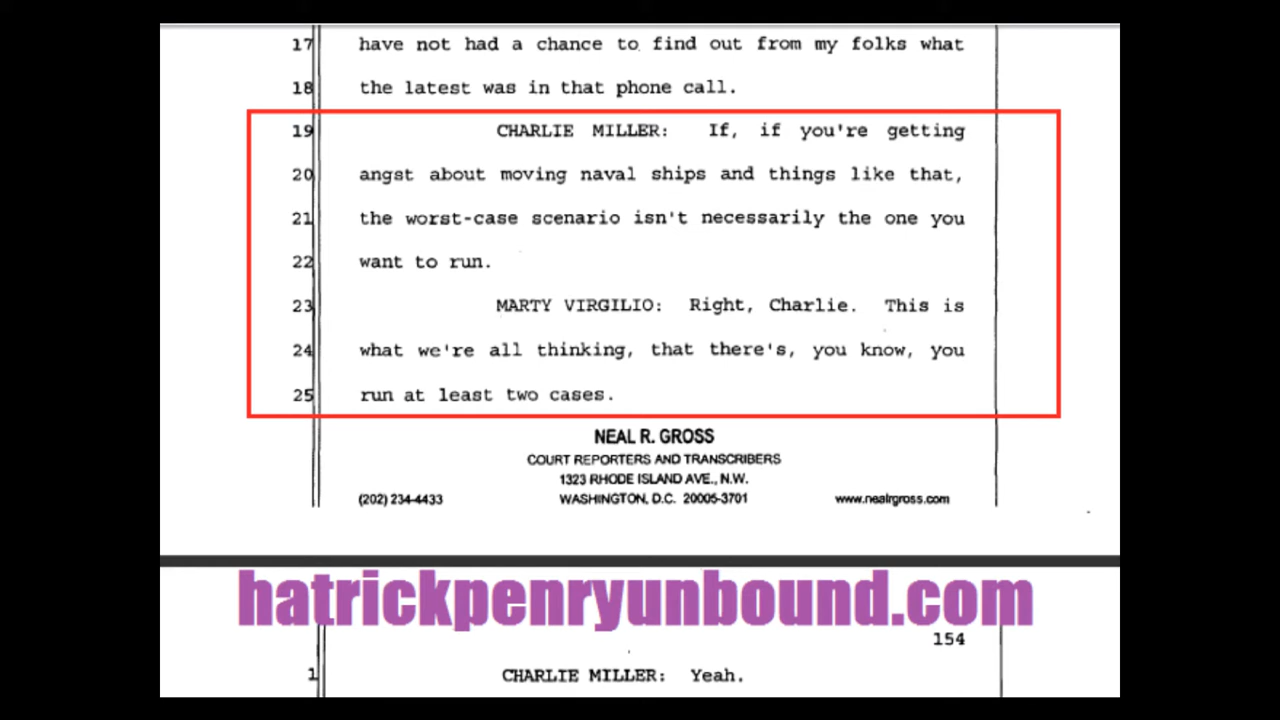 17 have not had a chance to find out from my folks what
18 the latest was in that phone call.
19 CHARLIE MILLER: If, if you're getting
20 angst about moving naval ships and things like that,
21 the worst-case scenario isn't necessarily the one you
22 want to run.
23 MARTY VIRGILIO: Right, Charlie. This is
24 what we're all thinking, that there's, you know, you
25 run at least two cases.
NEAL R. GROSS
COURT REPORTERS AND TRANSCRIBERS
1323 RHODE ISLAND AVE., N.W.
(202) 234-4433 WASHINGTON, D.C. 20005-3701 www.nealrgross.com
hatrickpenryunbound.com
154
1 CHARLIE MILLER: Yeah.